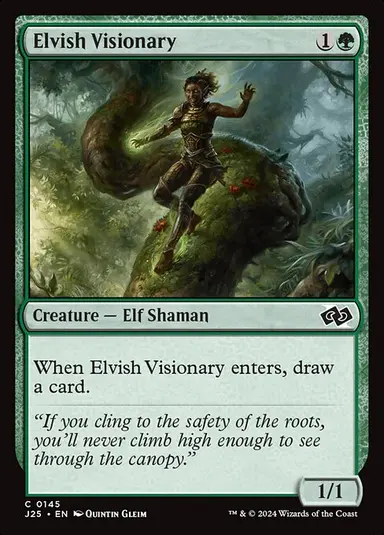 Elvish Visionary 1
Creature — Elf Shaman
When Elvish Visionary enters, draw
a card.
“If you cling to the safety of the roots,
you’ll never climb high enough to see
through the canopy.”
1/1
C 0145
J25 • EN Quintin Gleim
™ & © 2024 Wizards of the Coast